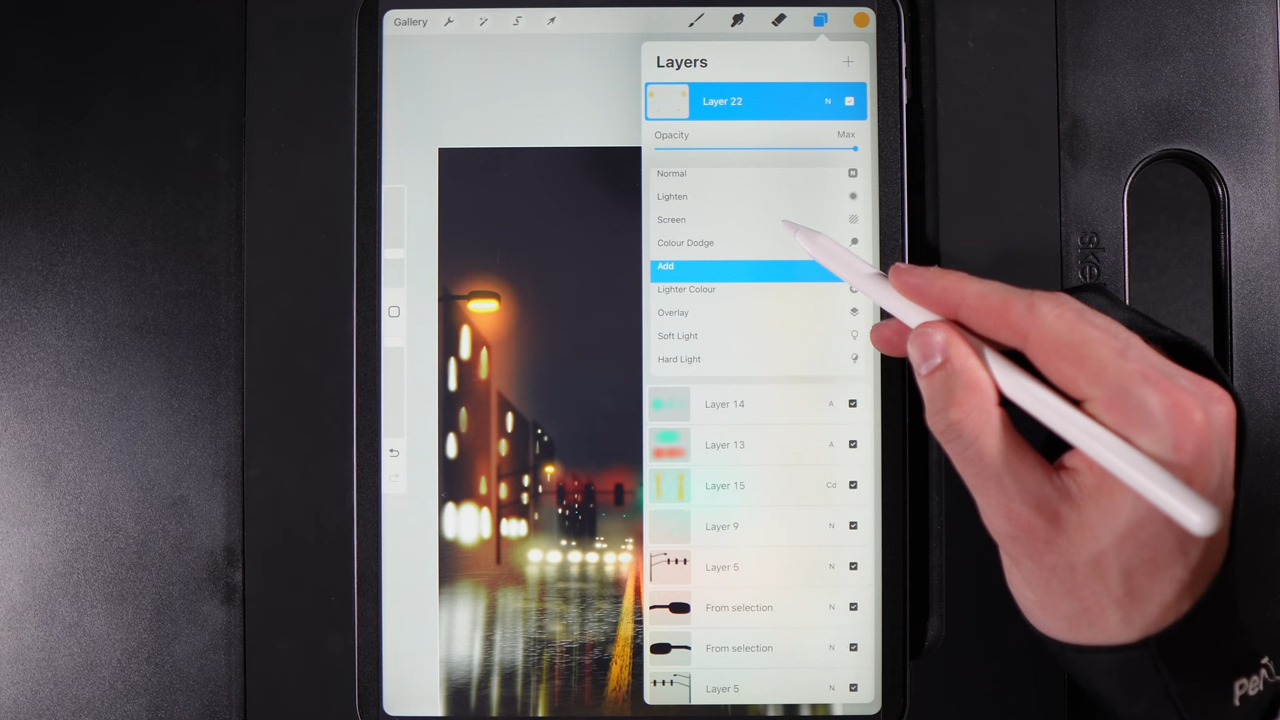 Gallery
Layers
Layer 22 N
Opacity Max
Normal N
Lighten
Screen
Colour Dodge
Add
Lighter Colour
Overlay
Soft Light
Hard Light
Layer 14 A
Layer 13 A
Layer 15 Cd
Layer 9 N
Layer 5 N
From selection N
From selection N
Layer 5 N